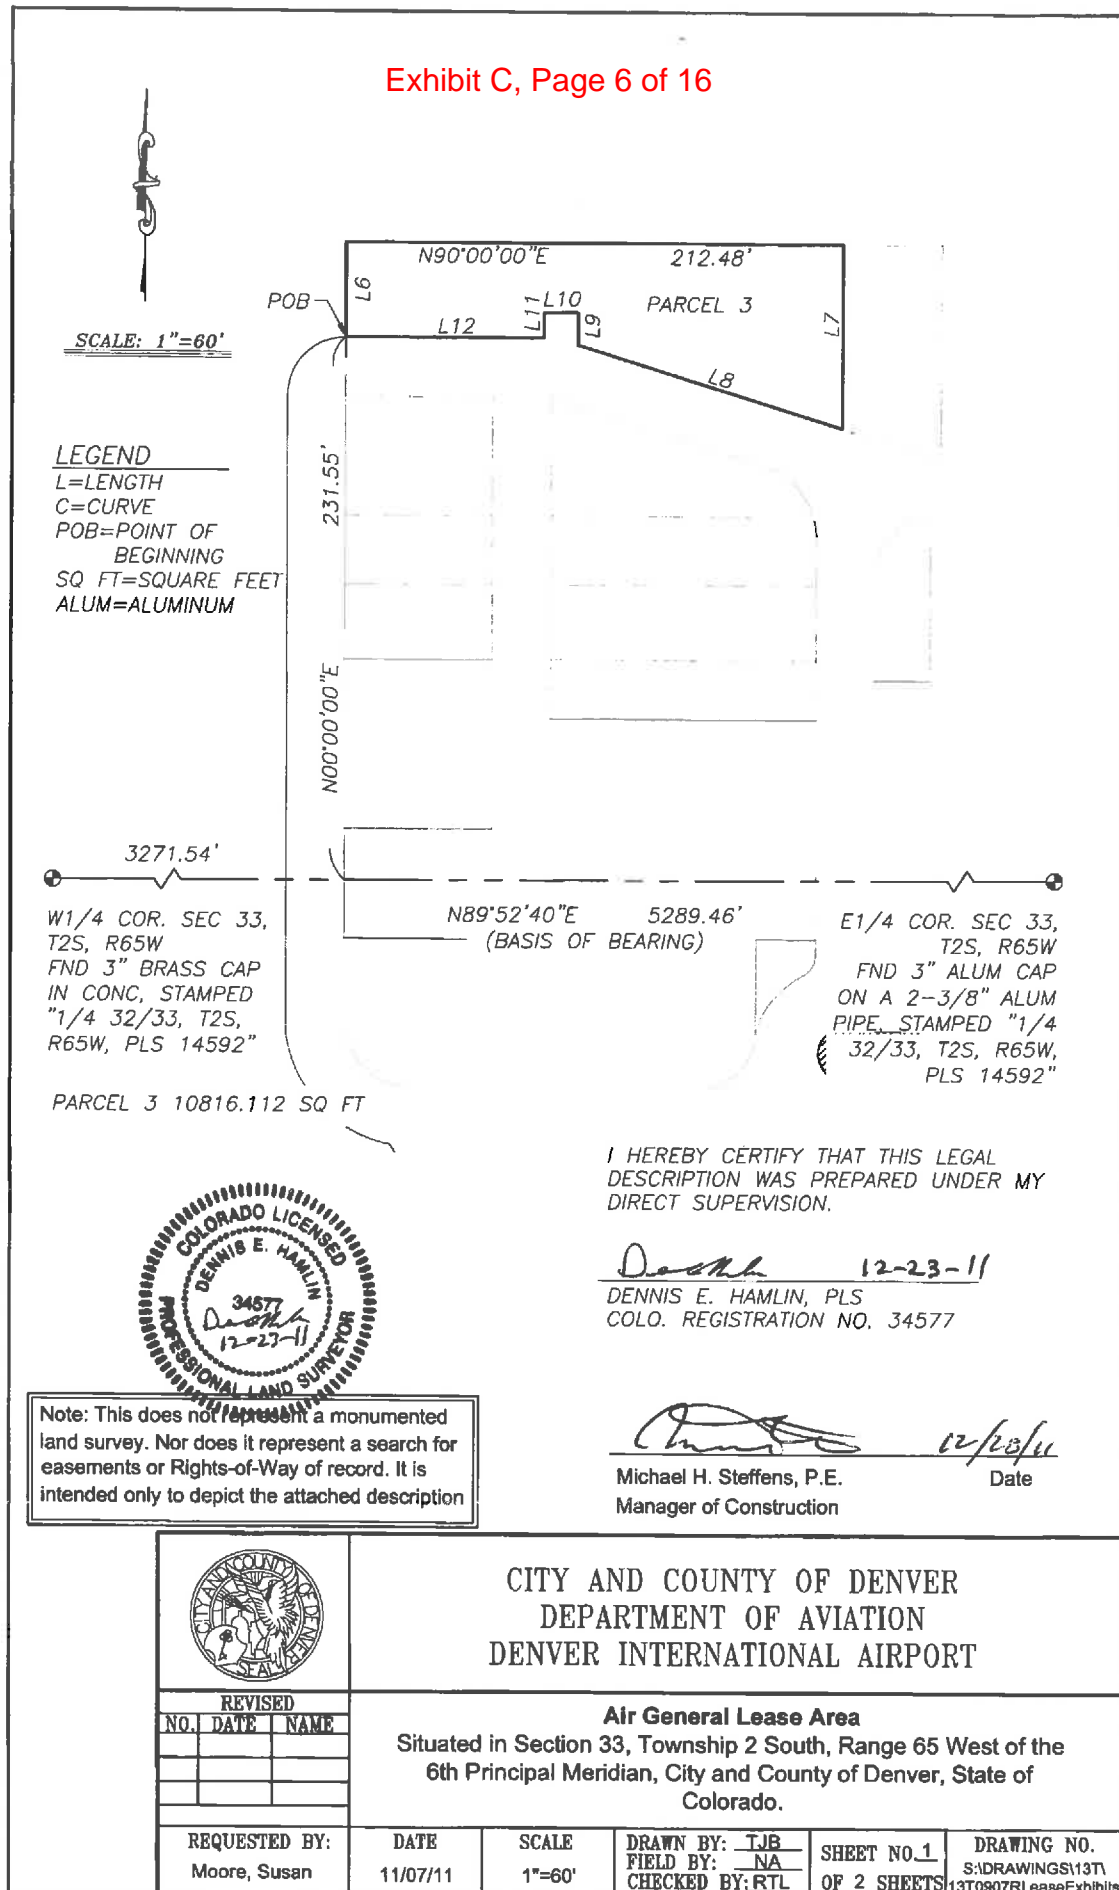 Exhibit C, Page 6 of 16
SCALE: 1"=60'
N90°00'00"E 212.48'
L6
POB
L12
L11
L10
L9
PARCEL 3
L7
L8
LEGEND
L=LENGTH
C=CURVE
POB=POINT OF
BEGINNING
SQ FT=SQUARE FEET
ALUM=ALUMINUM
231.55'
N00°00'00"E
3271.54'
W1/4 COR. SEC 33,
T2S, R65W
FND 3" BRASS CAP
IN CONC, STAMPED
"1/4 32/33, T2S,
R65W, PLS 14592"
N89°52'40"E 5289.46'
(BASIS OF BEARING)
E1/4 COR. SEC 33,
T2S, R65W
FND 3" ALUM CAP
ON A 2-3/8" ALUM
PIPE, STAMPED "1/4
32/33, T2S, R65W,
PLS 14592"
PARCEL 3 10816.112 SQ FT
I HEREBY CERTIFY THAT THIS LEGAL
DESCRIPTION WAS PREPARED UNDER MY
DIRECT SUPERVISION.
12-23-11
DENNIS E. HAMLIN, PLS
COLO. REGISTRATION NO. 34577
COLORADO LICENSED
DENNIS E. HAMLIN
34577
12-23-11
PROFESSIONAL LAND SURVEYOR
Note: This does not represent a monumented
land survey. Nor does it represent a search for
easements or Rights-of-Way of record. It is
intended only to depict the attached description
12/28/11
Michael H. Steffens, P.E. Date
Manager of Construction
CITY AND COUNTY OF DENVER
SEAL
CITY AND COUNTY OF DENVER
DEPARTMENT OF AVIATION
DENVER INTERNATIONAL AIRPORT
REVISED
NO. DATE NAME
Air General Lease Area
Situated in Section 33, Township 2 South, Range 65 West of the
6th Principal Meridian, City and County of Denver, State of
Colorado.
REQUESTED BY:
Moore, Susan
DATE
11/07/11
SCALE
1"=60'
DRAWN BY: TJB
FIELD BY: NA
CHECKED BY: RTL
SHEET NO. 1
OF 2 SHEETS
DRAWING NO.
S:\DRAWINGS\13T\
13T0907RLeaseExhibits